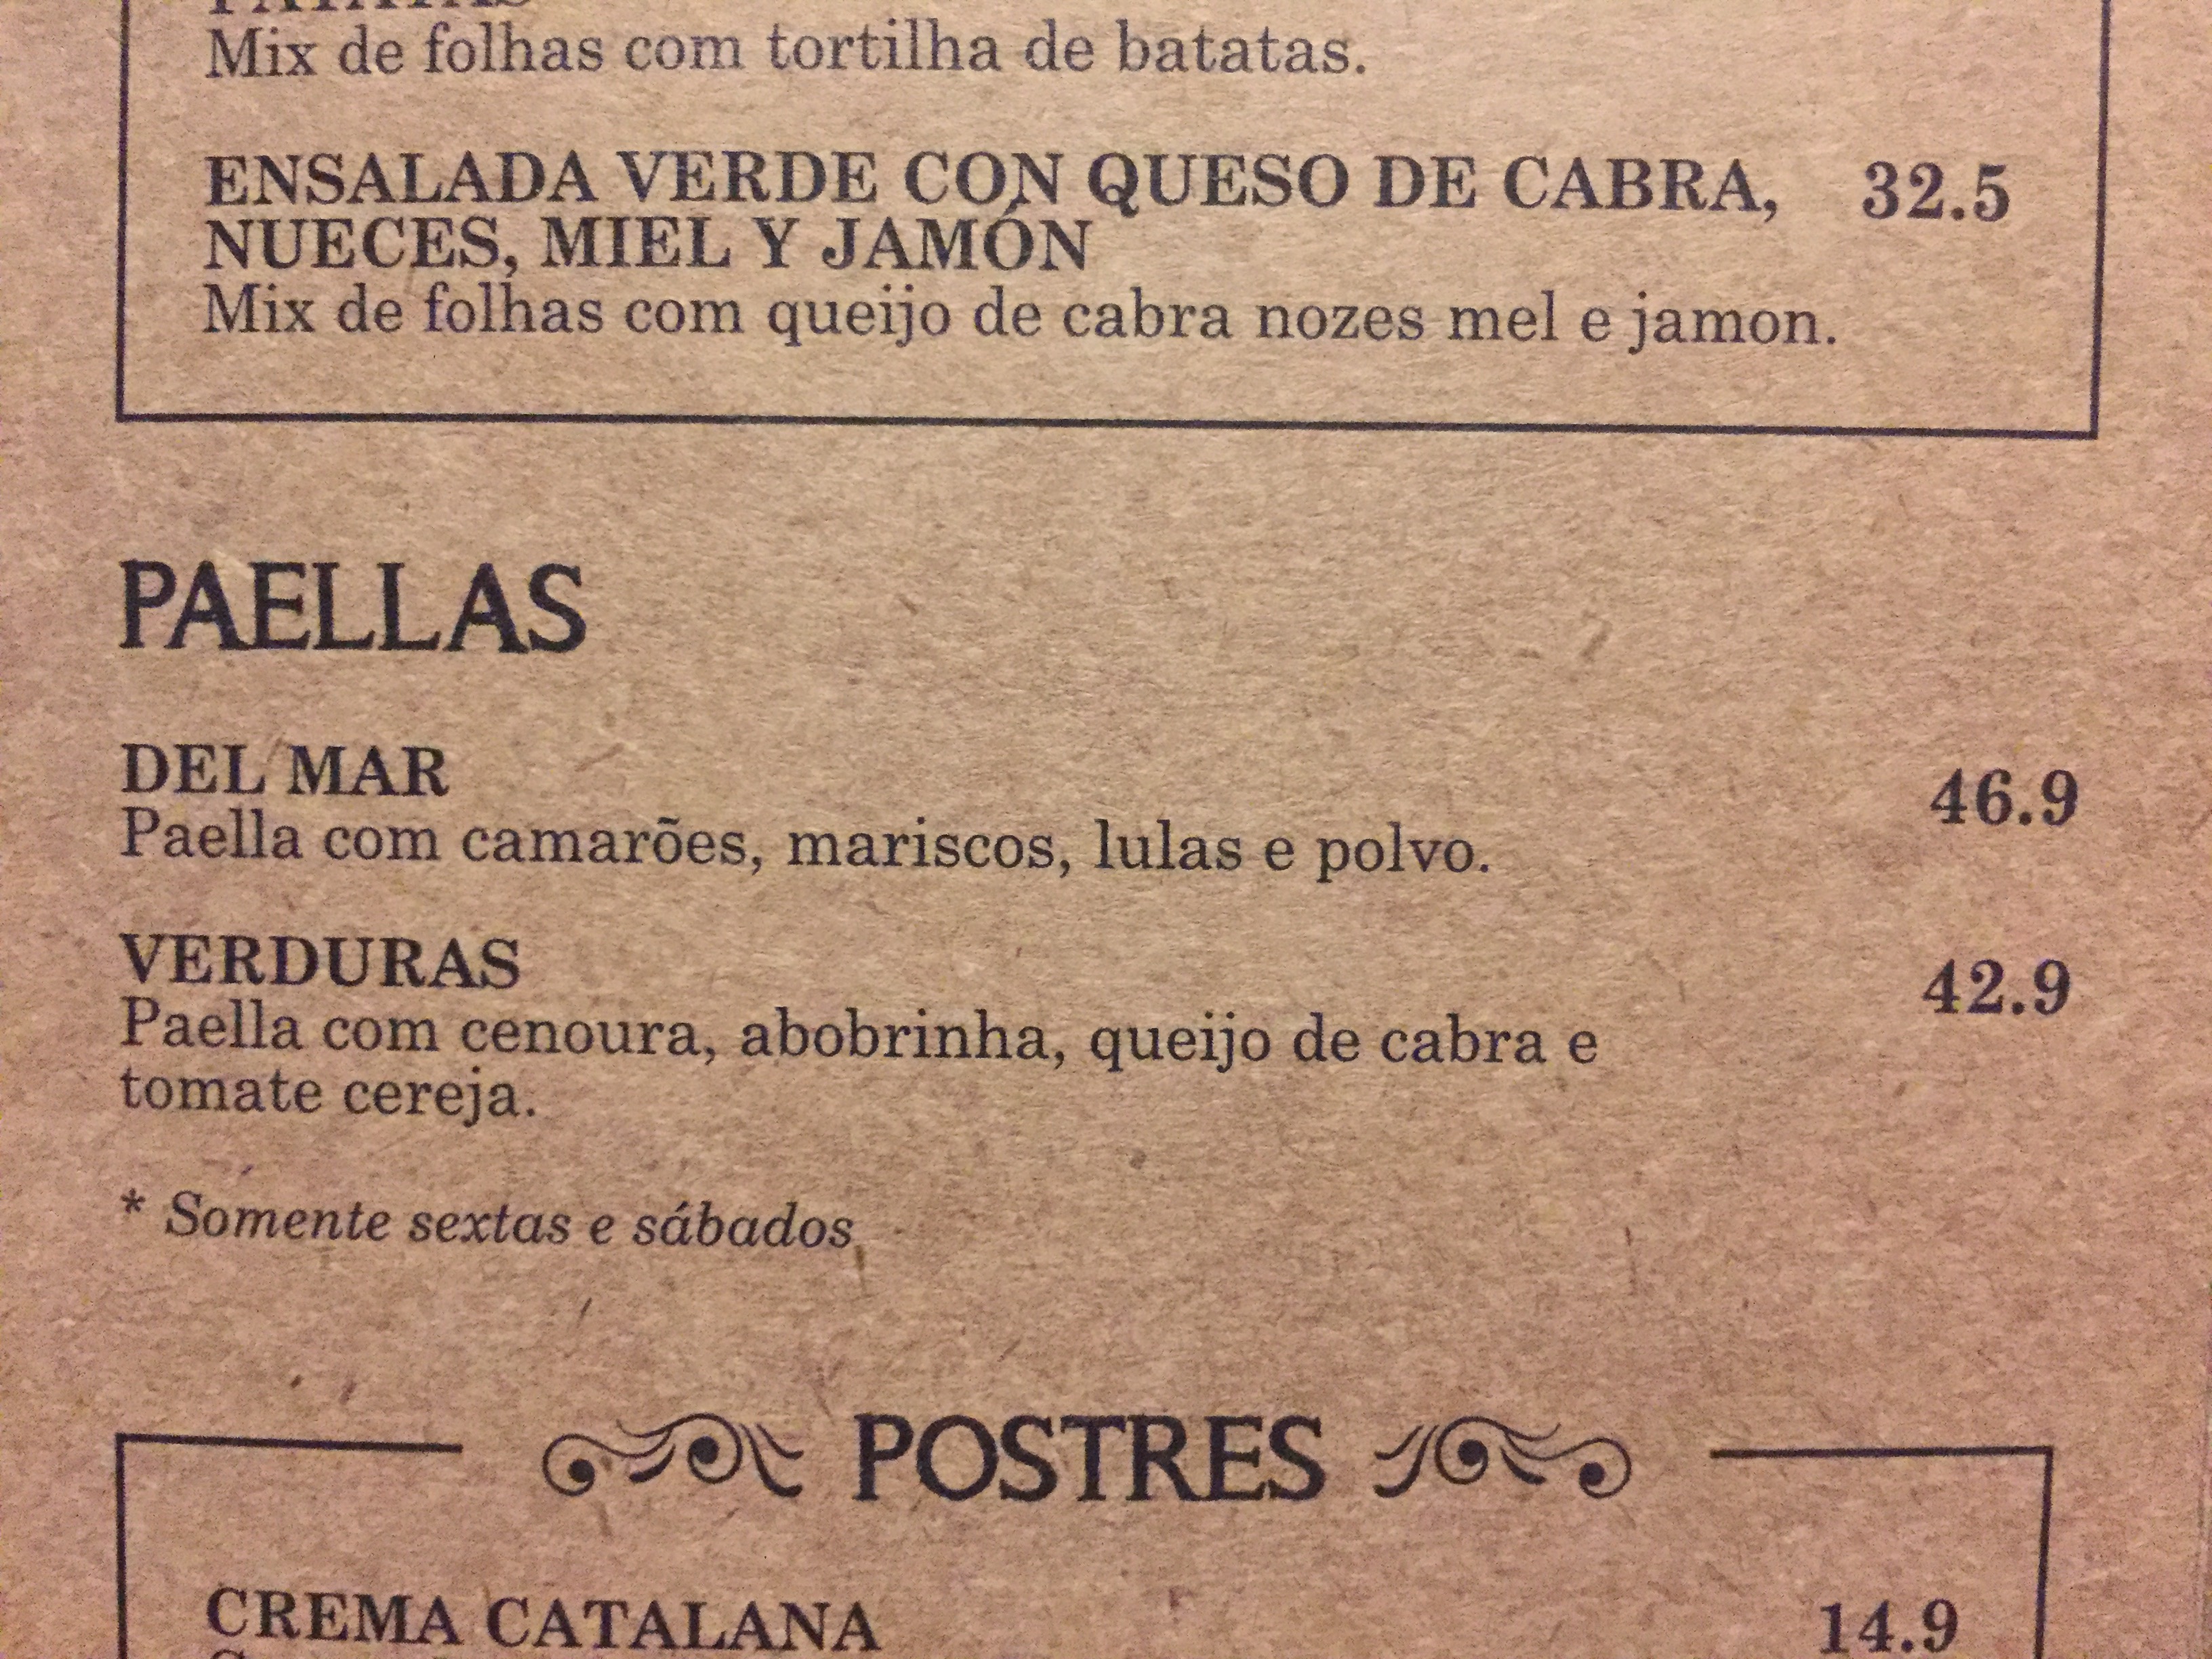 PATATAS
Mix de folhas com tortilha de batatas.
ENSALADA VERDE CON QUESO DE CABRA, 32.5
NUECES, MIEL Y JAMÓN
Mix de folhas com queijo de cabra nozes mel e jamon.
PAELLAS
DEL MAR 46.9
Paella com camarões, mariscos, lulas e polvo.
VERDURAS 42.9
Paella com cenoura, abobrinha, queijo de cabra e
tomate cereja.
* Somente sextas e sábados
POSTRES
CREMA CATALANA 14.9